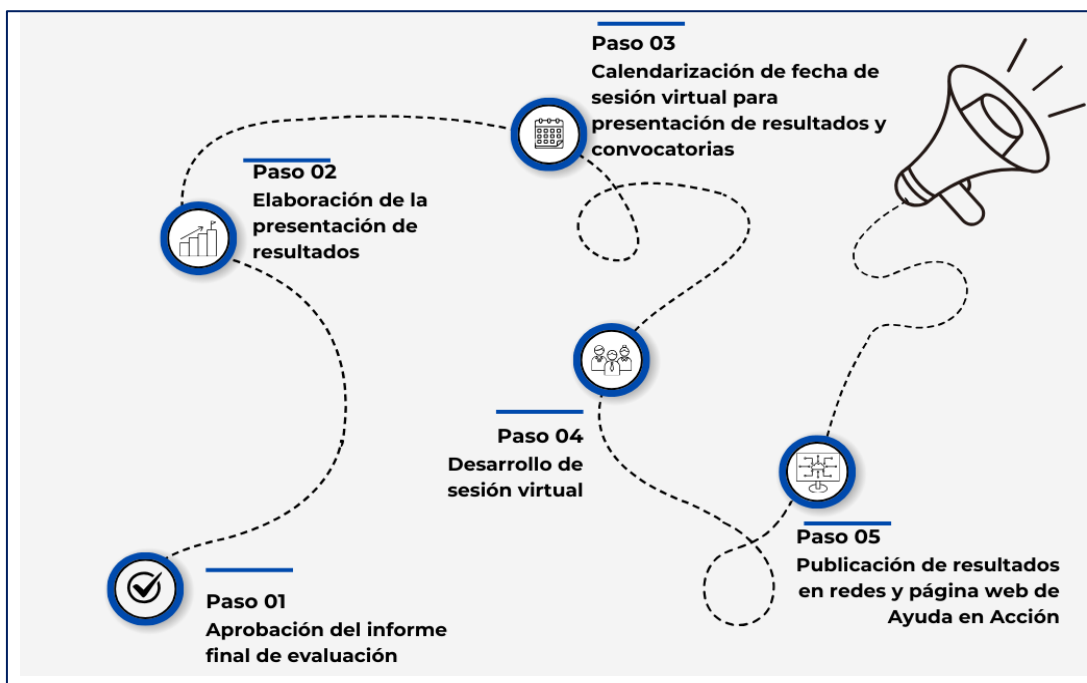 Paso 03
Calendarización de fecha de
sesión virtual para
presentación de resultados y
convocatorias
Paso 02
Elaboración de la
presentación de
resultados
Paso 04
Desarrollo de
sesión virtual
Paso 05
Publicación de resultados
en redes y página web de
Ayuda en Acción
Paso 01
Aprobación del informe
final de evaluación